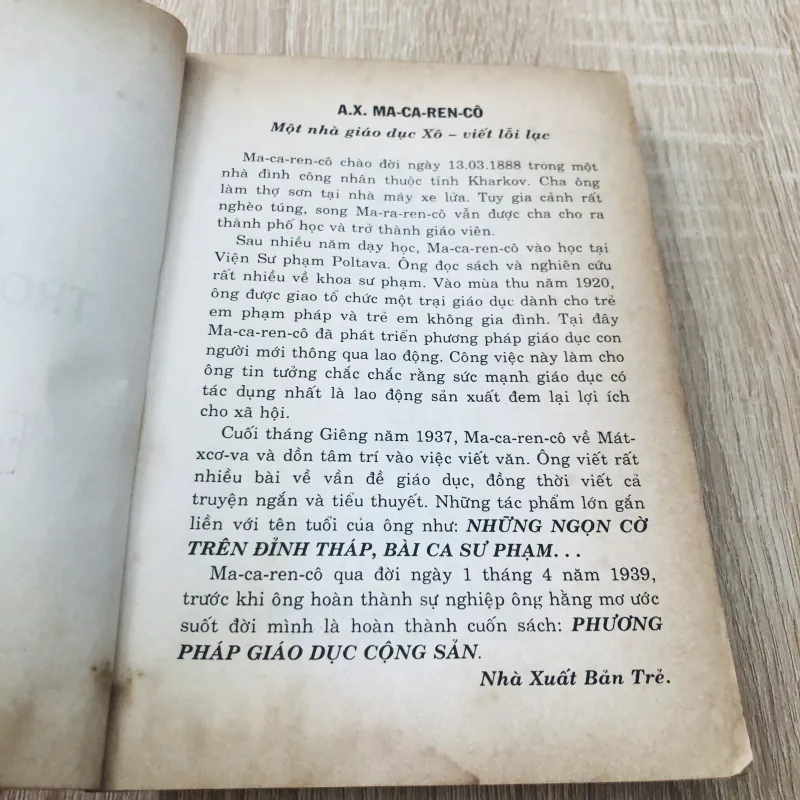 A.X. MA-CA-REN-CÔ
Một nhà giáo dục Xô – viết lỗi lạc
Ma-ca-ren-cô chào đời ngày 13.03.1888 trong một
nhà đình công nhân thuộc tỉnh Kharkov. Cha ông
làm thợ sơn tại nhà máy xe lửa. Tuy gia cảnh rất
nghèo túng, song Ma-ra-ren-cô vẫn được cha cho ra
thành phố học và trở thành giáo viên.
Sau nhiều năm dạy học, Ma-ca-ren-cô vào học tại
Viện Sư phạm Poltava. Ông đọc sách và nghiên cứu
rất nhiều về khoa sư phạm. Vào mùa thu năm 1920,
ông được giao tổ chức một trại giáo dục dành cho trẻ
em phạm pháp và trẻ em không gia đình. Tại đây
Ma-ca-ren-cô đã phát triển phương pháp giáo dục con
người mới thông qua lao động. Công việc này làm cho
ông tin tưởng chắc chắc rằng sức mạnh giáo dục có
tác dụng nhất là lao động sản xuất đem lại lợi ích
cho xã hội.
Cuối tháng Giêng năm 1937, Ma-ca-ren-cô về Mát-
xcơ-va và dồn tâm trí vào việc viết văn. Ông viết rất
nhiều bài về vấn đề giáo dục, đồng thời viết cả
truyện ngắn và tiểu thuyết. Những tác phẩm lớn gắn
liền với tên tuổi của ông như: NHỮNG NGỌN CỜ
TRÊN ĐỈNH THÁP, BÀI CA SƯ PHẠM...
Ma-ca-ren-cô qua đời ngày 1 tháng 4 năm 1939,
trước khi ông hoàn thành sự nghiệp ông hằng mơ ước
suốt đời mình là hoàn thành cuốn sách: PHƯƠNG
PHÁP GIÁO DỤC CỘNG SẢN.
Nhà Xuất Bản Trẻ.